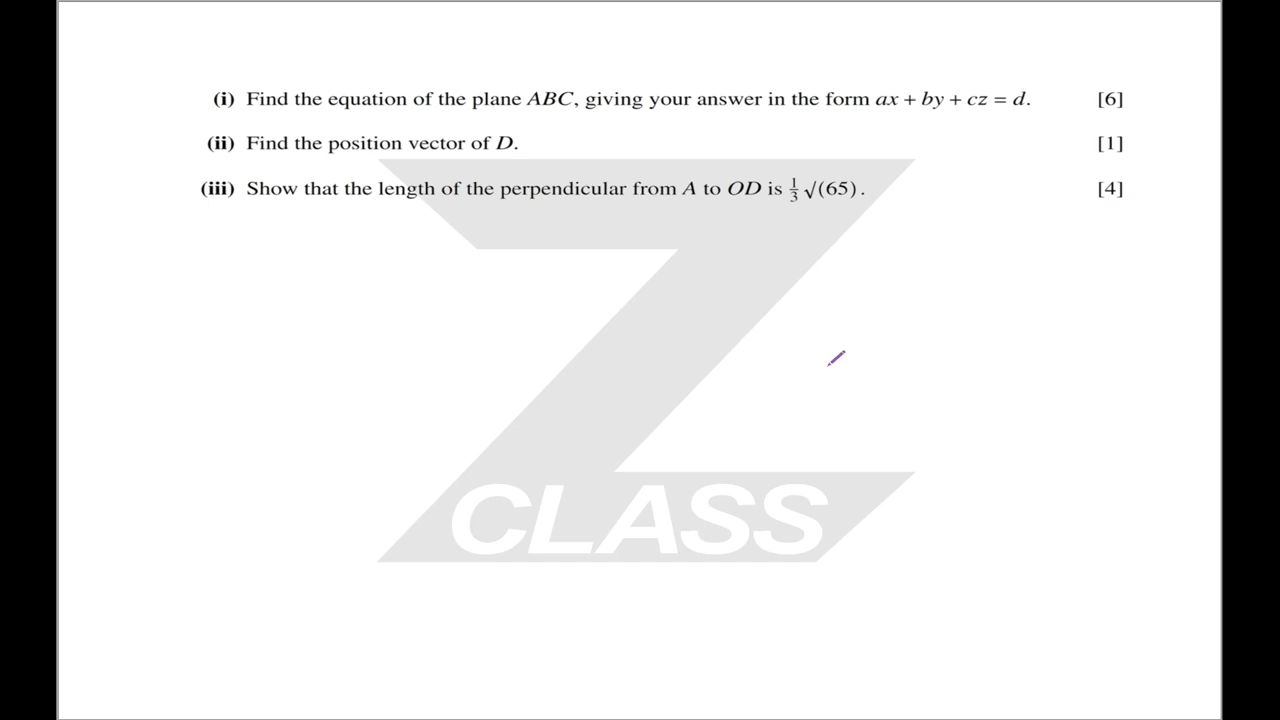 (i) Find the equation of the plane ABC, giving your answer in the form ax + by + cz = d. [6]
(ii) Find the position vector of D. [1]
(iii) Show that the length of the perpendicular from A to OD is 1/3 √(65). [4]
Z
CLASS